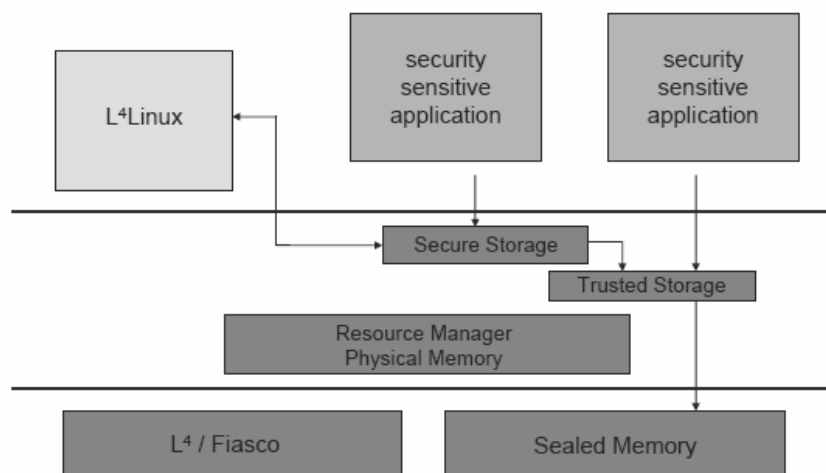 security
sensitive
application
security
sensitive
application
L⁴Linux
Secure Storage
Trusted Storage
Resource Manager
Physical Memory
L⁴ / Fiasco
Sealed Memory